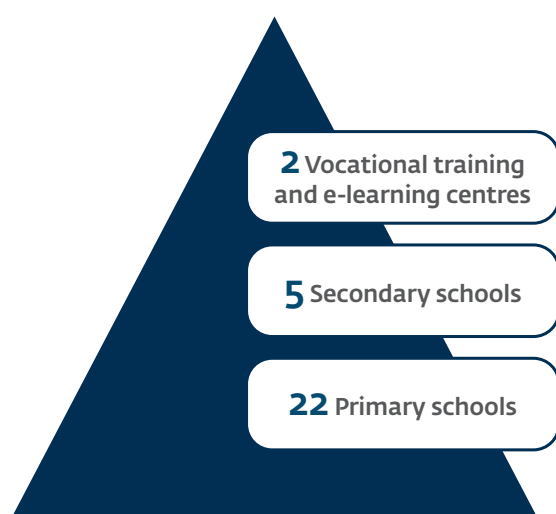 2 Vocational training
and e-learning centres
5 Secondary schools
22 Primary schools